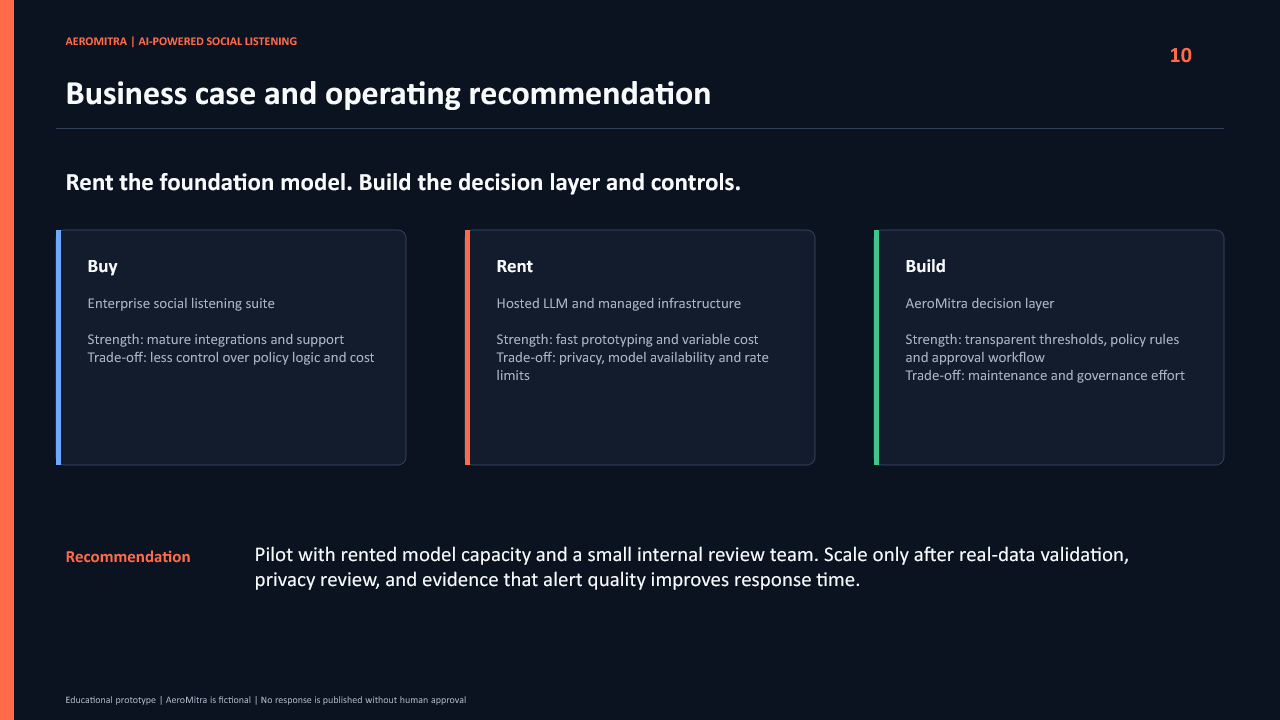 AEROMITRA | AI-POWERED SOCIAL LISTENING
10
Business case and operating recommendation
Rent the foundation model. Build the decision layer and controls.
Buy
Enterprise social listening suite
Strength: mature integrations and support
Trade-off: less control over policy logic and cost
Rent
Hosted LLM and managed infrastructure
Strength: fast prototyping and variable cost
Trade-off: privacy, model availability and rate
limits
Build
AeroMitra decision layer
Strength: transparent thresholds, policy rules
and approval workflow
Trade-off: maintenance and governance effort
Recommendation
Pilot with rented model capacity and a small internal review team. Scale only after real-data validation,
privacy review, and evidence that alert quality improves response time.
Educational prototype | AeroMitra is fictional | No response is published without human approval